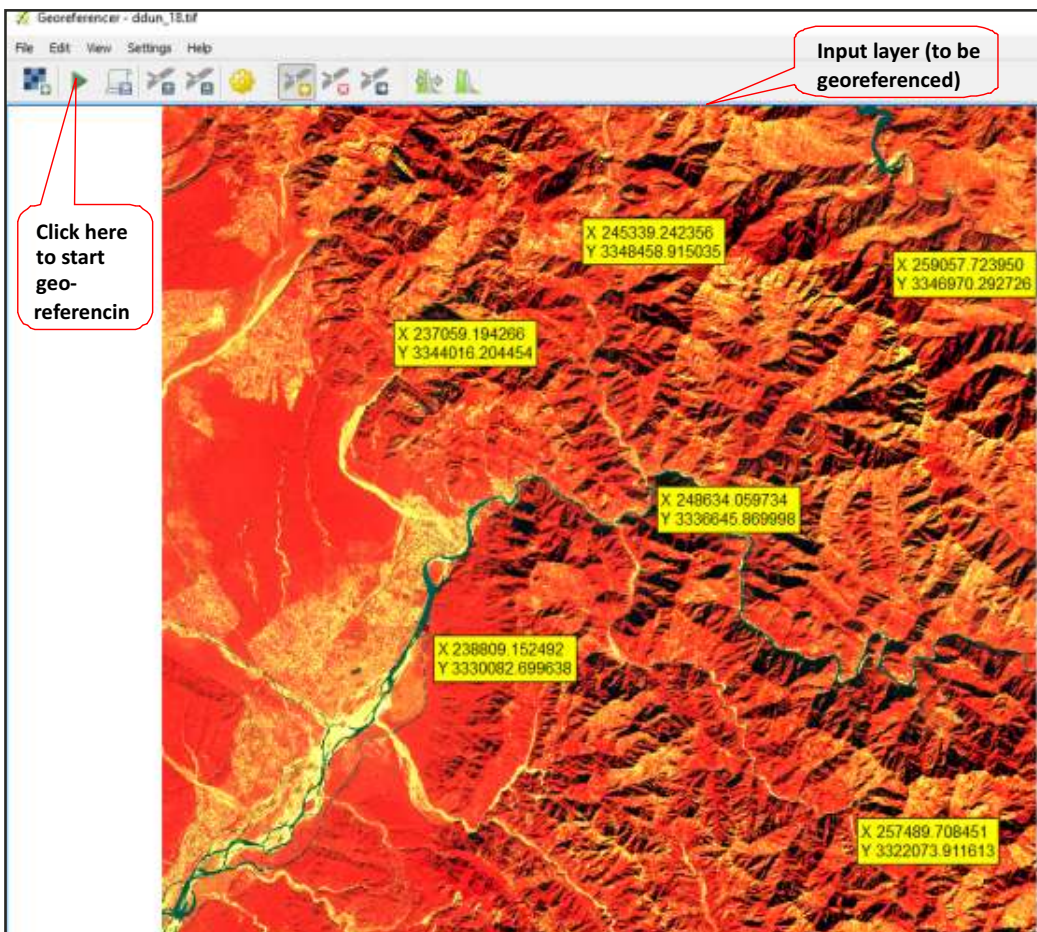 Georeferencer - ddun_18.tif
File Edit View Settings Help
Input layer (to be
georeferenced)
Click here
to start
geo-
referencin
X 245339.242356
Y 3348458.915035
X 259057.723950
Y 3346970.292726
X 237059.194266
Y 3344016.204454
X 248634.059734
Y 3336645.869998
X 238809.152492
Y 3330082.699638
X 257489.708451
Y 3322073.911613